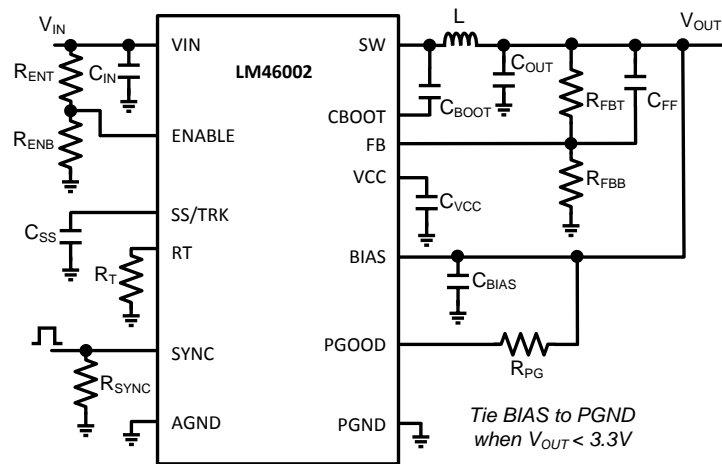 V_IN
L
V_OUT
VIN
SW
R_ENT
C_IN
LM46002
C_OUT
C_BOOT
R_FBT
C_FF
CBOOT
R_ENB
ENABLE
FB
VCC
C_VCC
R_FBB
C_SS
SS/TRK
RT
R_T
BIAS
C_BIAS
SYNC
PGOOD
R_PG
R_SYNC
AGND
PGND
Tie BIAS to PGND
when V_OUT < 3.3V